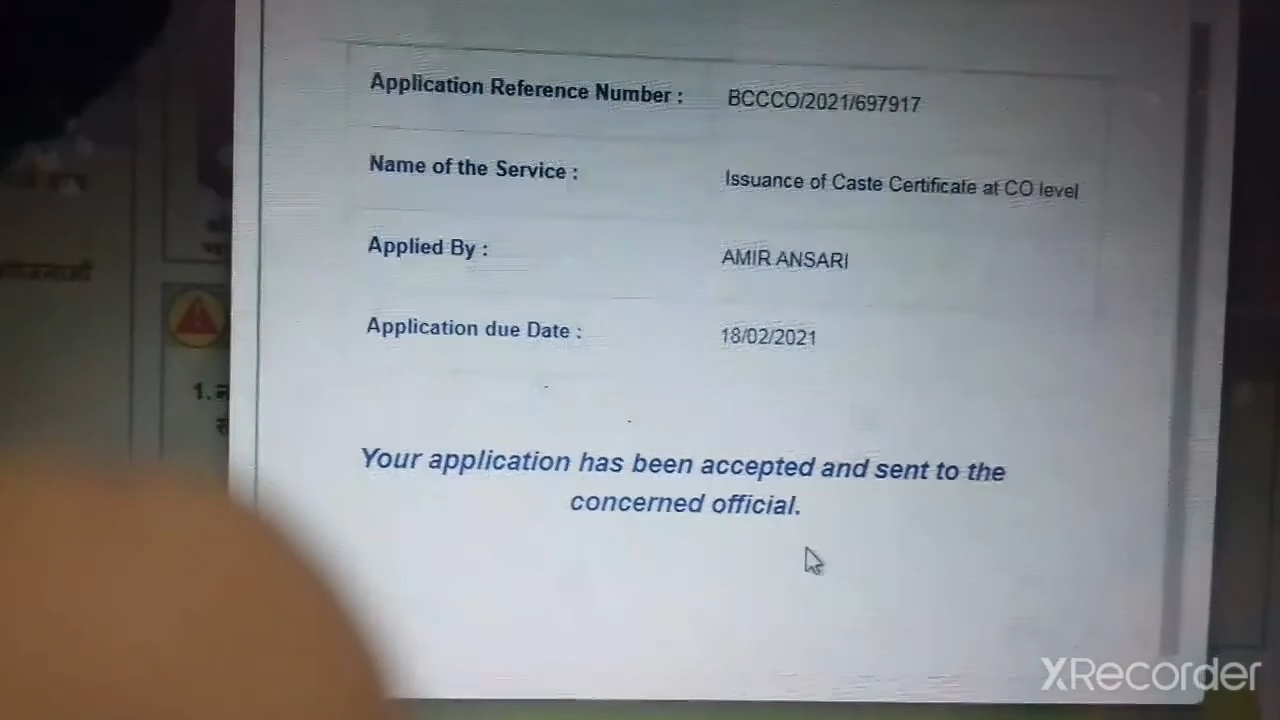 Application Reference Number : BCCCO/2021/697917
Name of the Service : Issuance of Caste Certificate at CO level
Applied By : AMIR ANSARI
Application due Date : 18/02/2021
1.
Your application has been accepted and sent to the
concerned official.
XRecorder